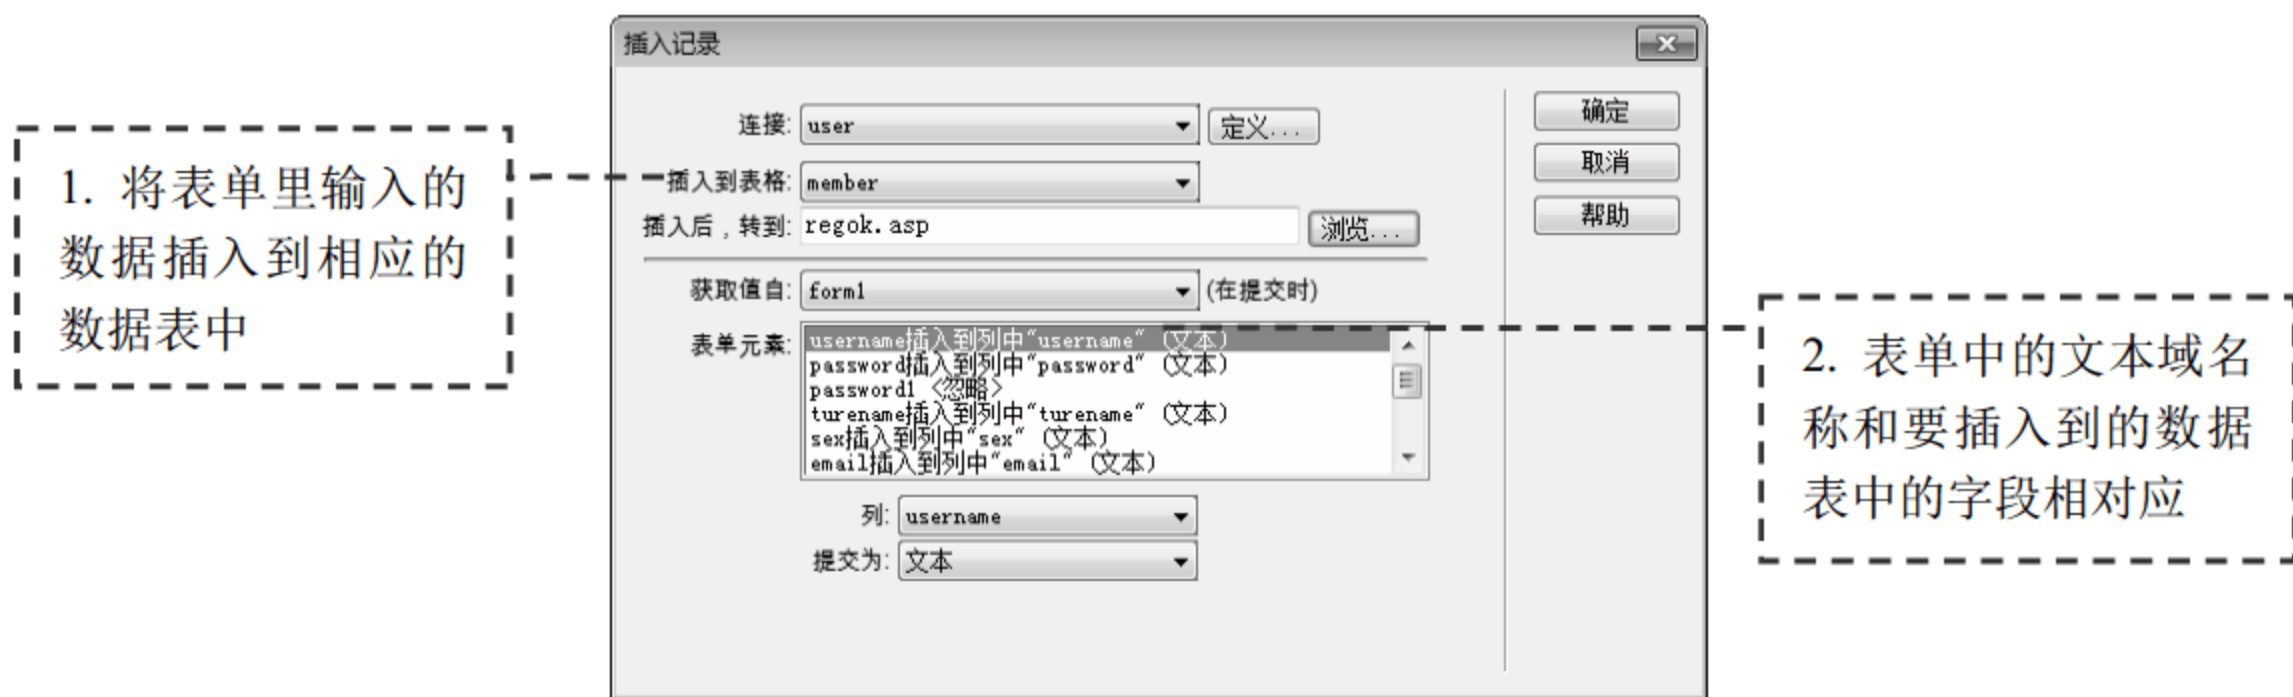 插入记录
1. 将表单里输入的
数据插入到相应的
数据表中
连接: user 定义...
插入到表格: member
插入后，转到: regok.asp 浏览...
获取值自: form1 (在提交时)
表单元素: username插入到列中"username" (文本)
password插入到列中"password" (文本)
password1 <忽略>
turename插入到列中"turename" (文本)
sex插入到列中"sex" (文本)
email插入到列中"email" (文本)
列: username
提交为: 文本
确定
取消
帮助
2. 表单中的文本域名
称和要插入到的数据
表中的字段相对应